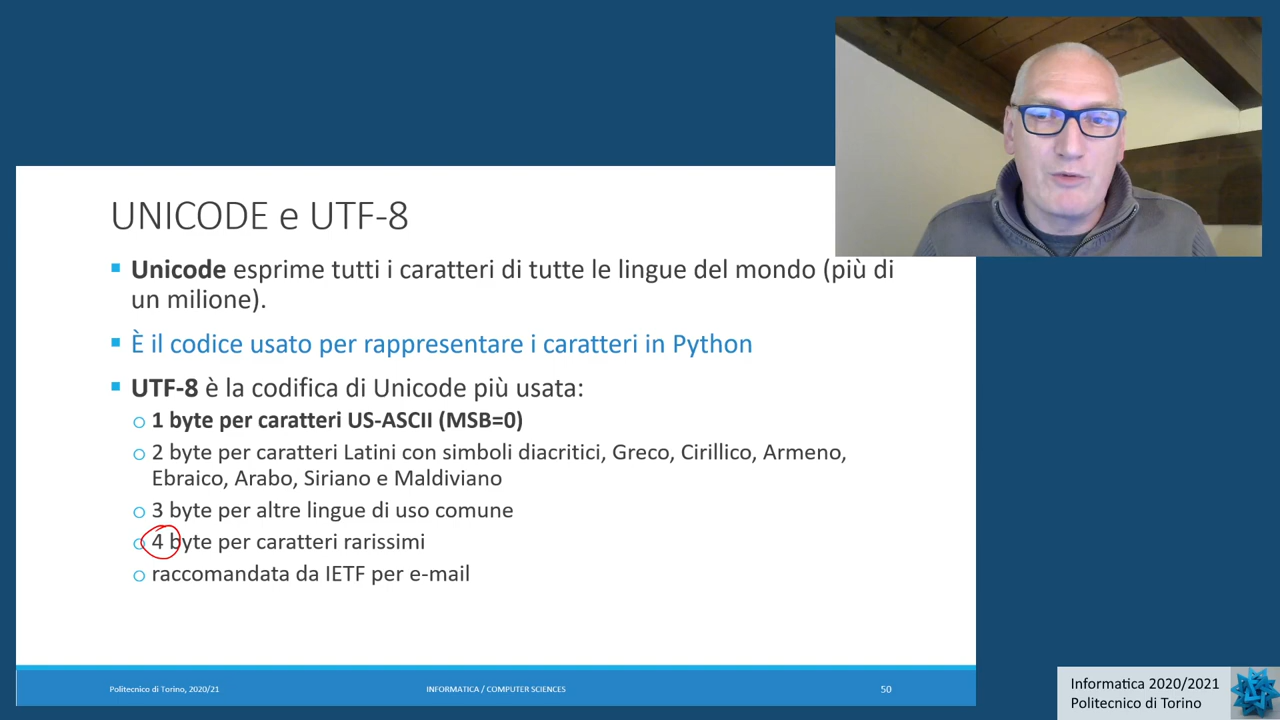 UNICODE e UTF-8
Unicode esprime tutti i caratteri di tutte le lingue del mondo (più di
un milione).
È il codice usato per rappresentare i caratteri in Python
UTF-8 è la codifica di Unicode più usata:
1 byte per caratteri US-ASCII (MSB=0)
2 byte per caratteri Latini con simboli diacritici, Greco, Cirillico, Armeno,
Ebraico, Arabo, Siriano e Maldiviano
3 byte per altre lingue di uso comune
4 byte per caratteri rarissimi
raccomandata da IETF per e-mail
Politecnico di Torino, 2020/21
INFORMATICA / COMPUTER SCIENCES
50
Informatica 2020/2021
Politecnico di Torino